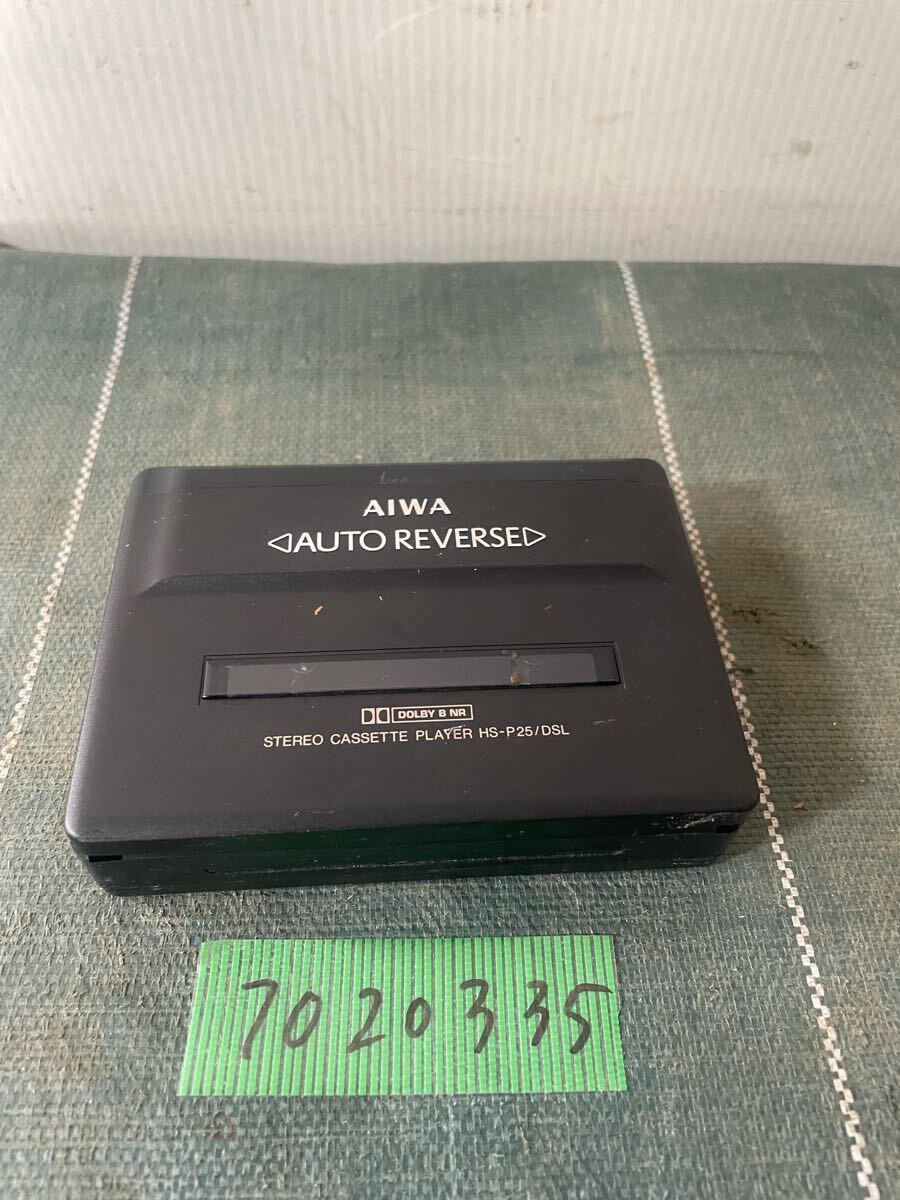 AIWA
◁AUTO REVERSE▷
DOLBY B NR
STEREO CASSETTE PLAYER HS-P25/DSL
7020335